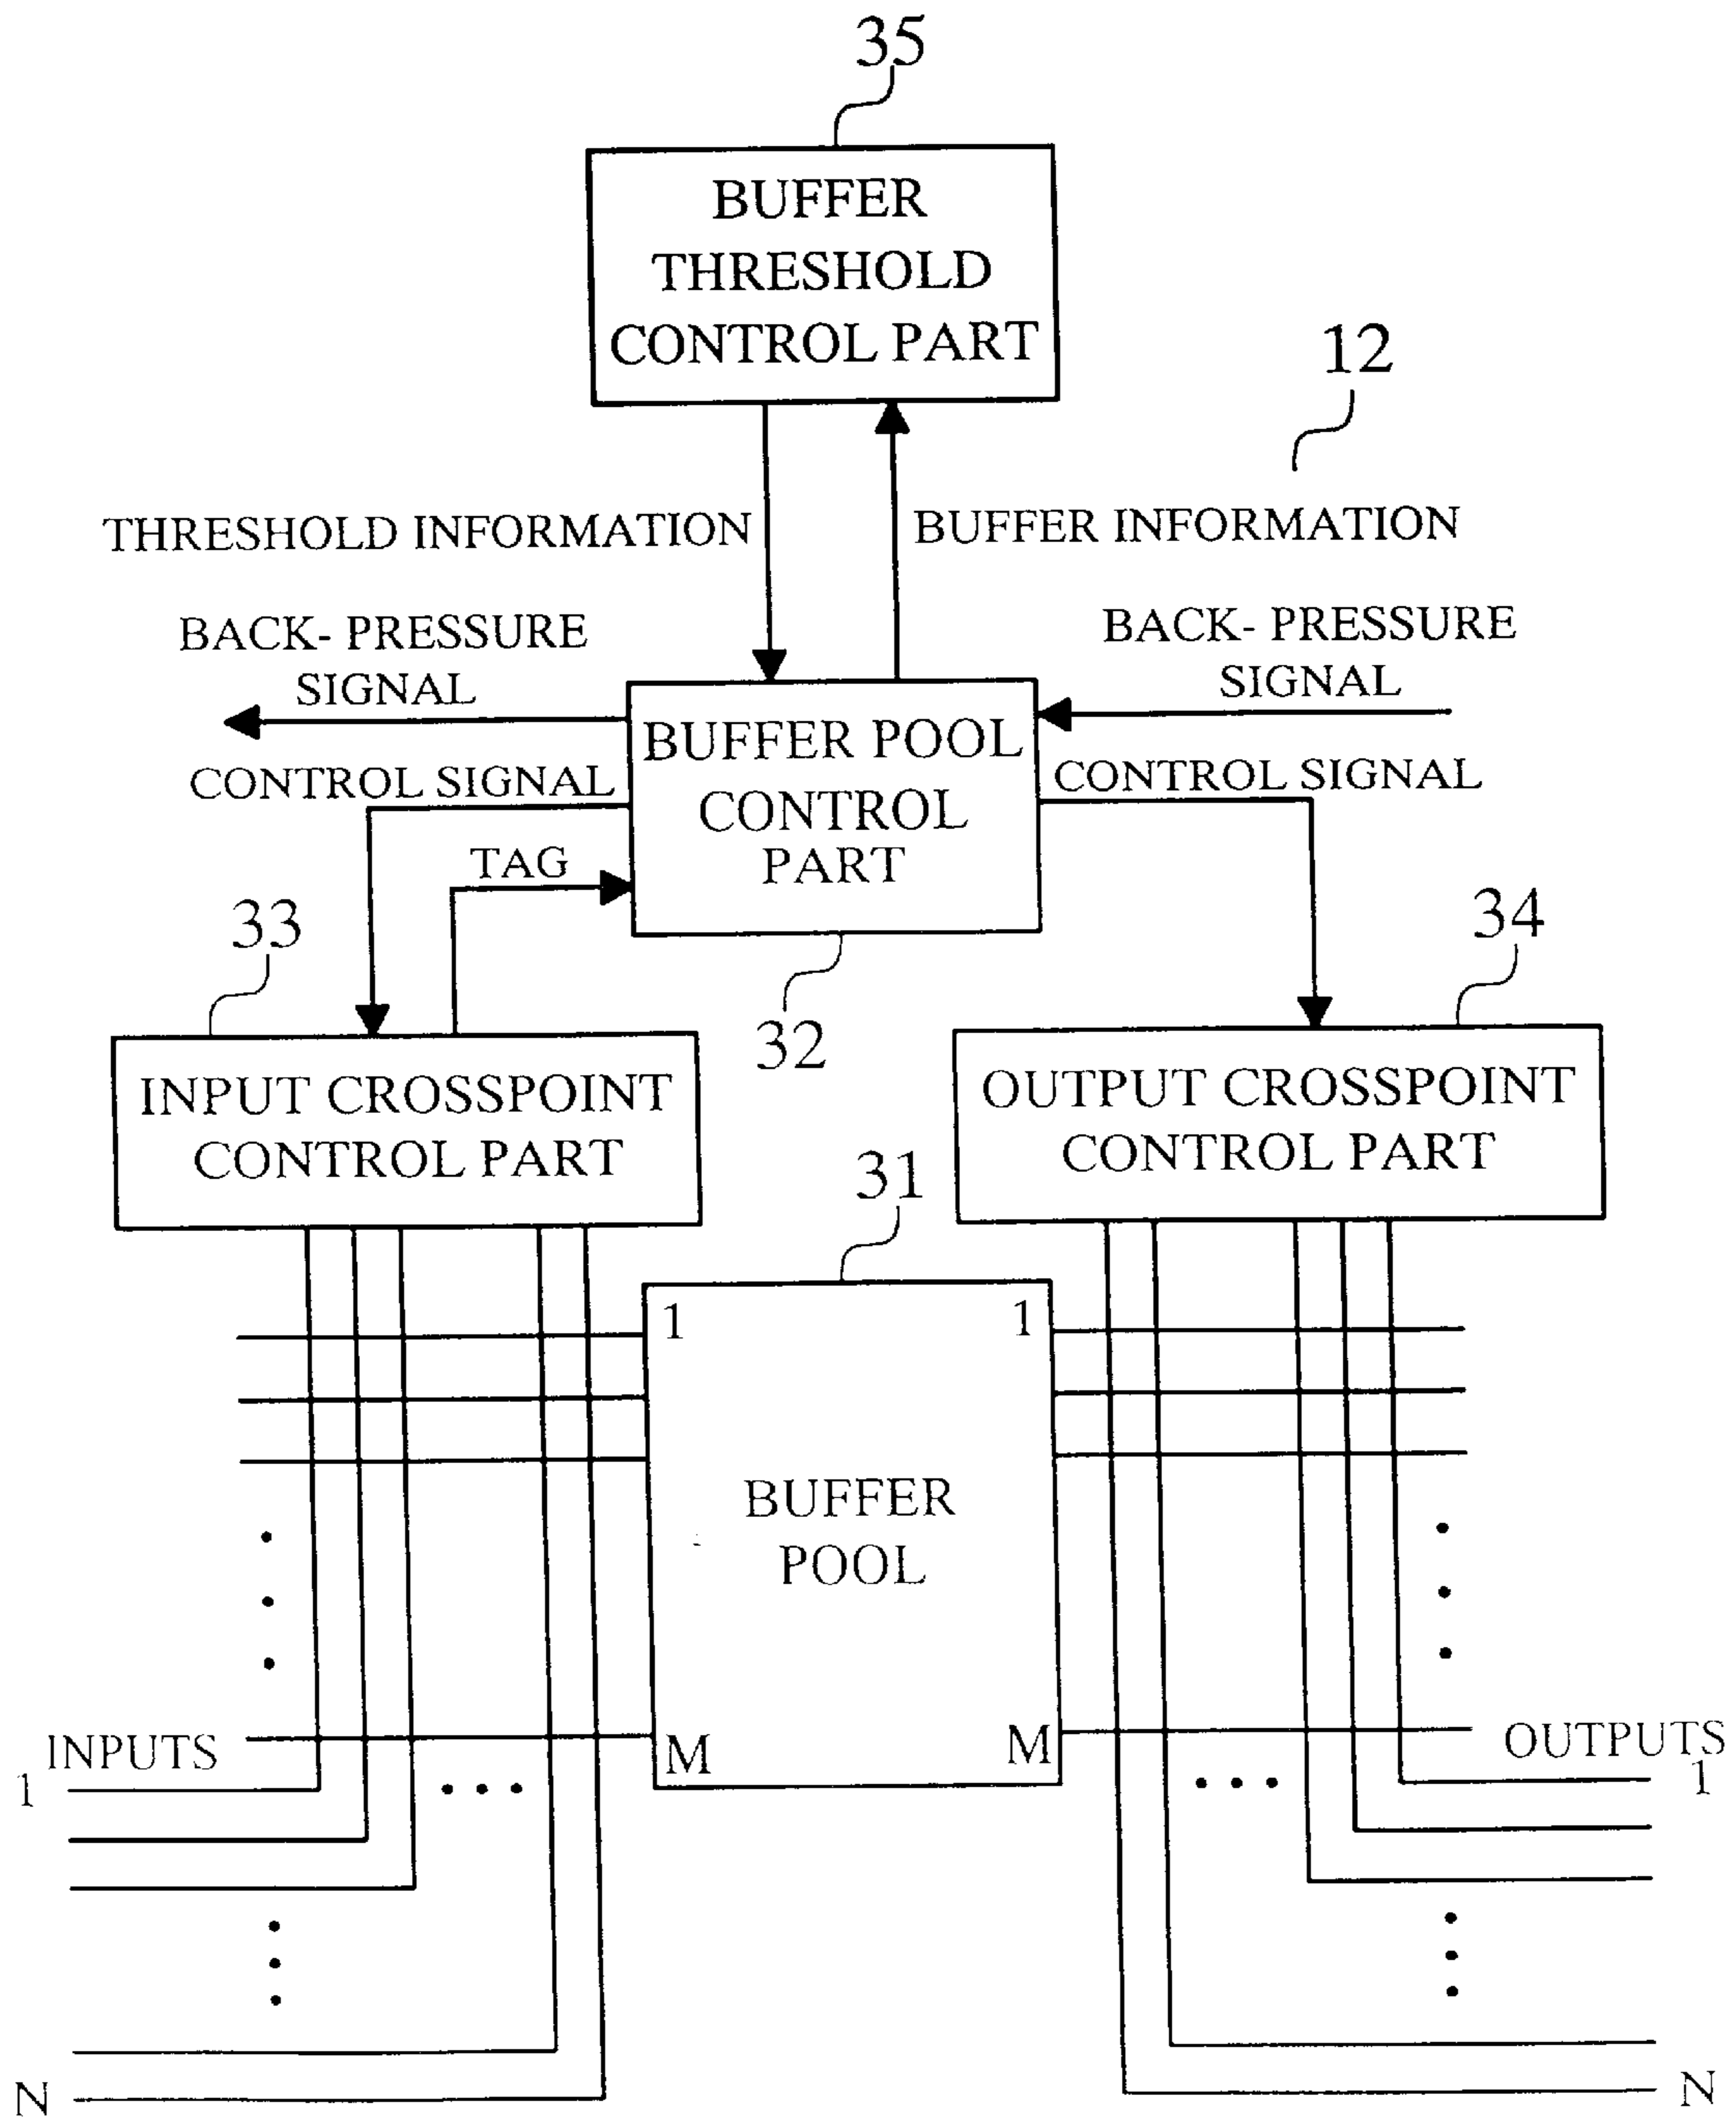 35
BUFFER
THRESHOLD
CONTROL PART
12
THRESHOLD INFORMATION
BUFFER INFORMATION
BACK- PRESSURE
SIGNAL
BACK- PRESSURE
SIGNAL
BUFFER POOL
CONTROL
PART
CONTROL SIGNAL
CONTROL SIGNAL
TAG
33
34
32
INPUT CROSSPOINT
CONTROL PART
OUTPUT CROSSPOINT
CONTROL PART
31
1
1
BUFFER
POOL
M
M
INPUTS
1
OUTPUTS
1
N
N